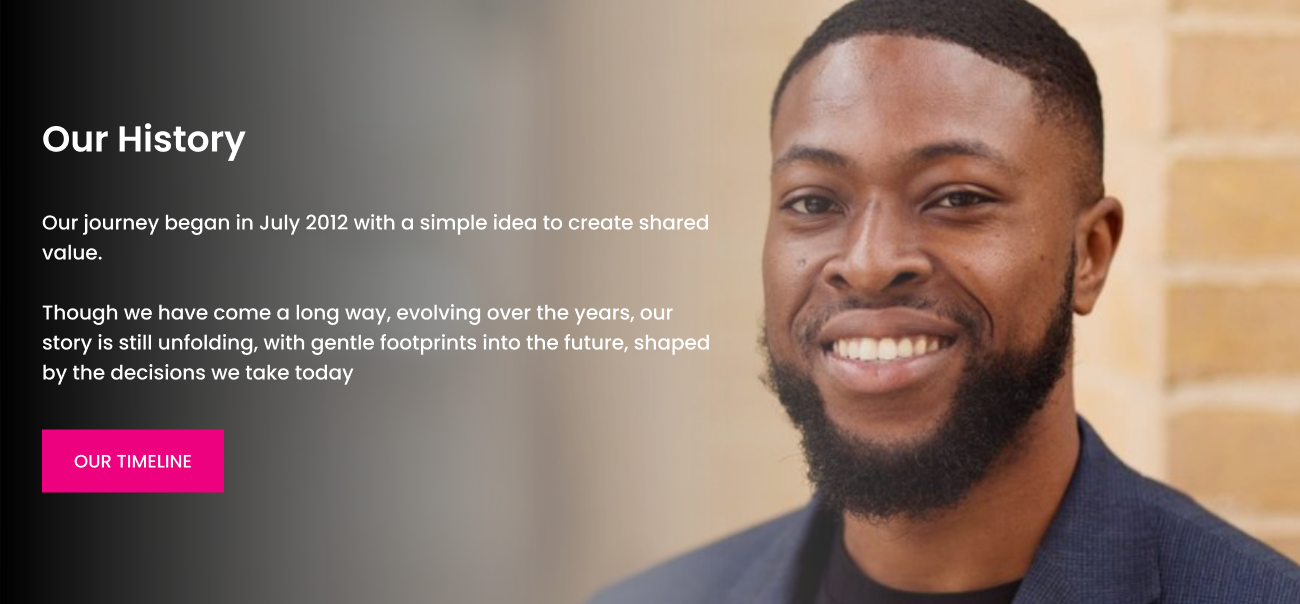 Our History
Our journey began in July 2012 with a simple idea to create shared
value.
Though we have come a long way, evolving over the years, our
story is still unfolding, with gentle footprints into the future, shaped
by the decisions we take today
OUR TIMELINE